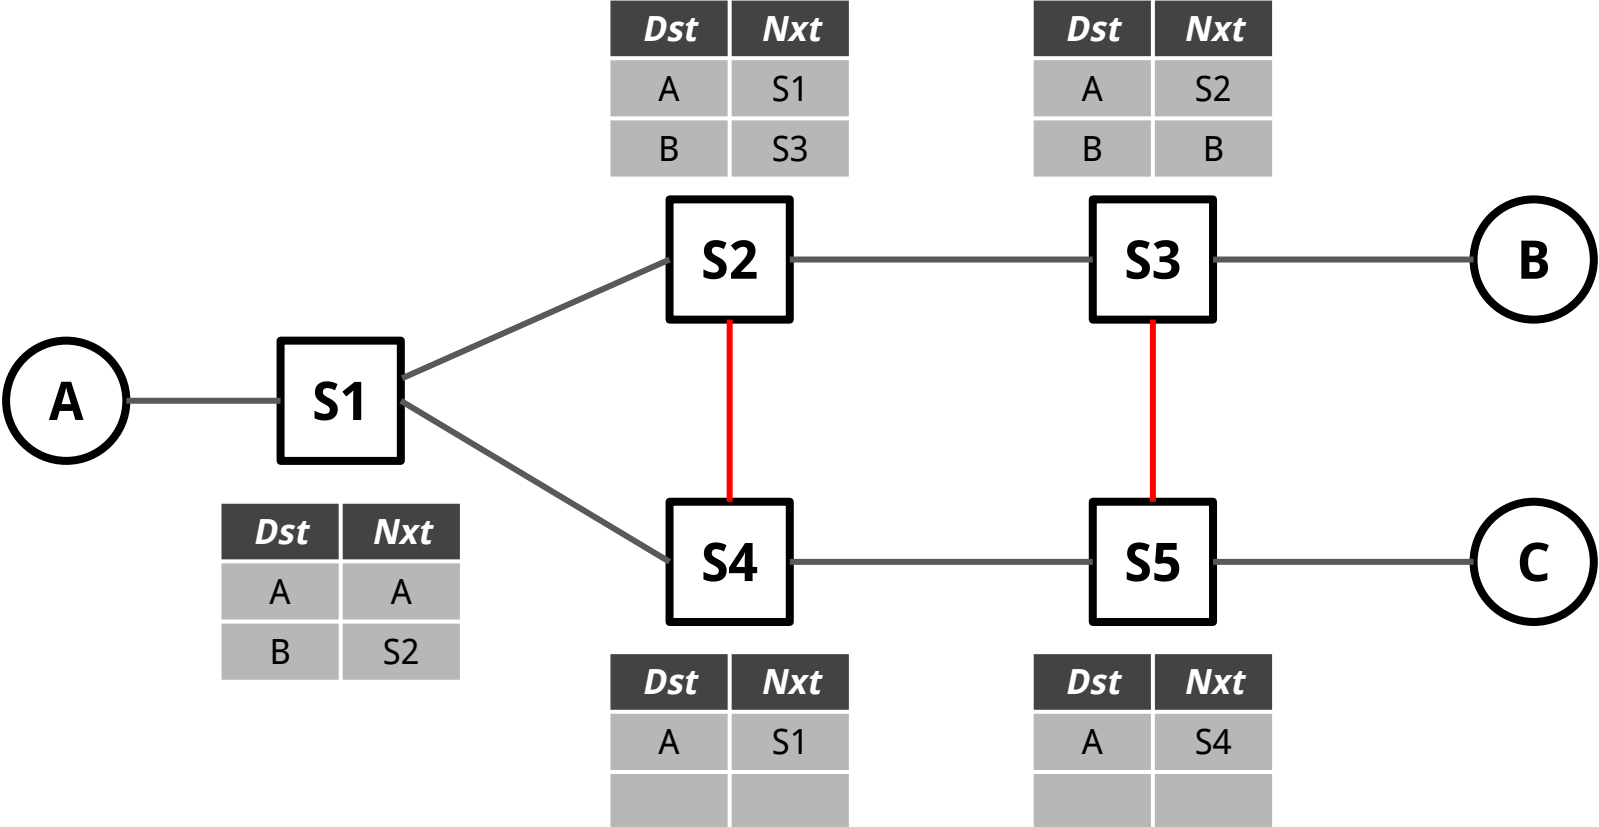 Dst Nxt
A S1
B S3
Dst Nxt
A S2
B B
S2
S3
B
A
S1
Dst Nxt
A A
B S2
S4
S5
C
Dst Nxt
A S1
Dst Nxt
A S4